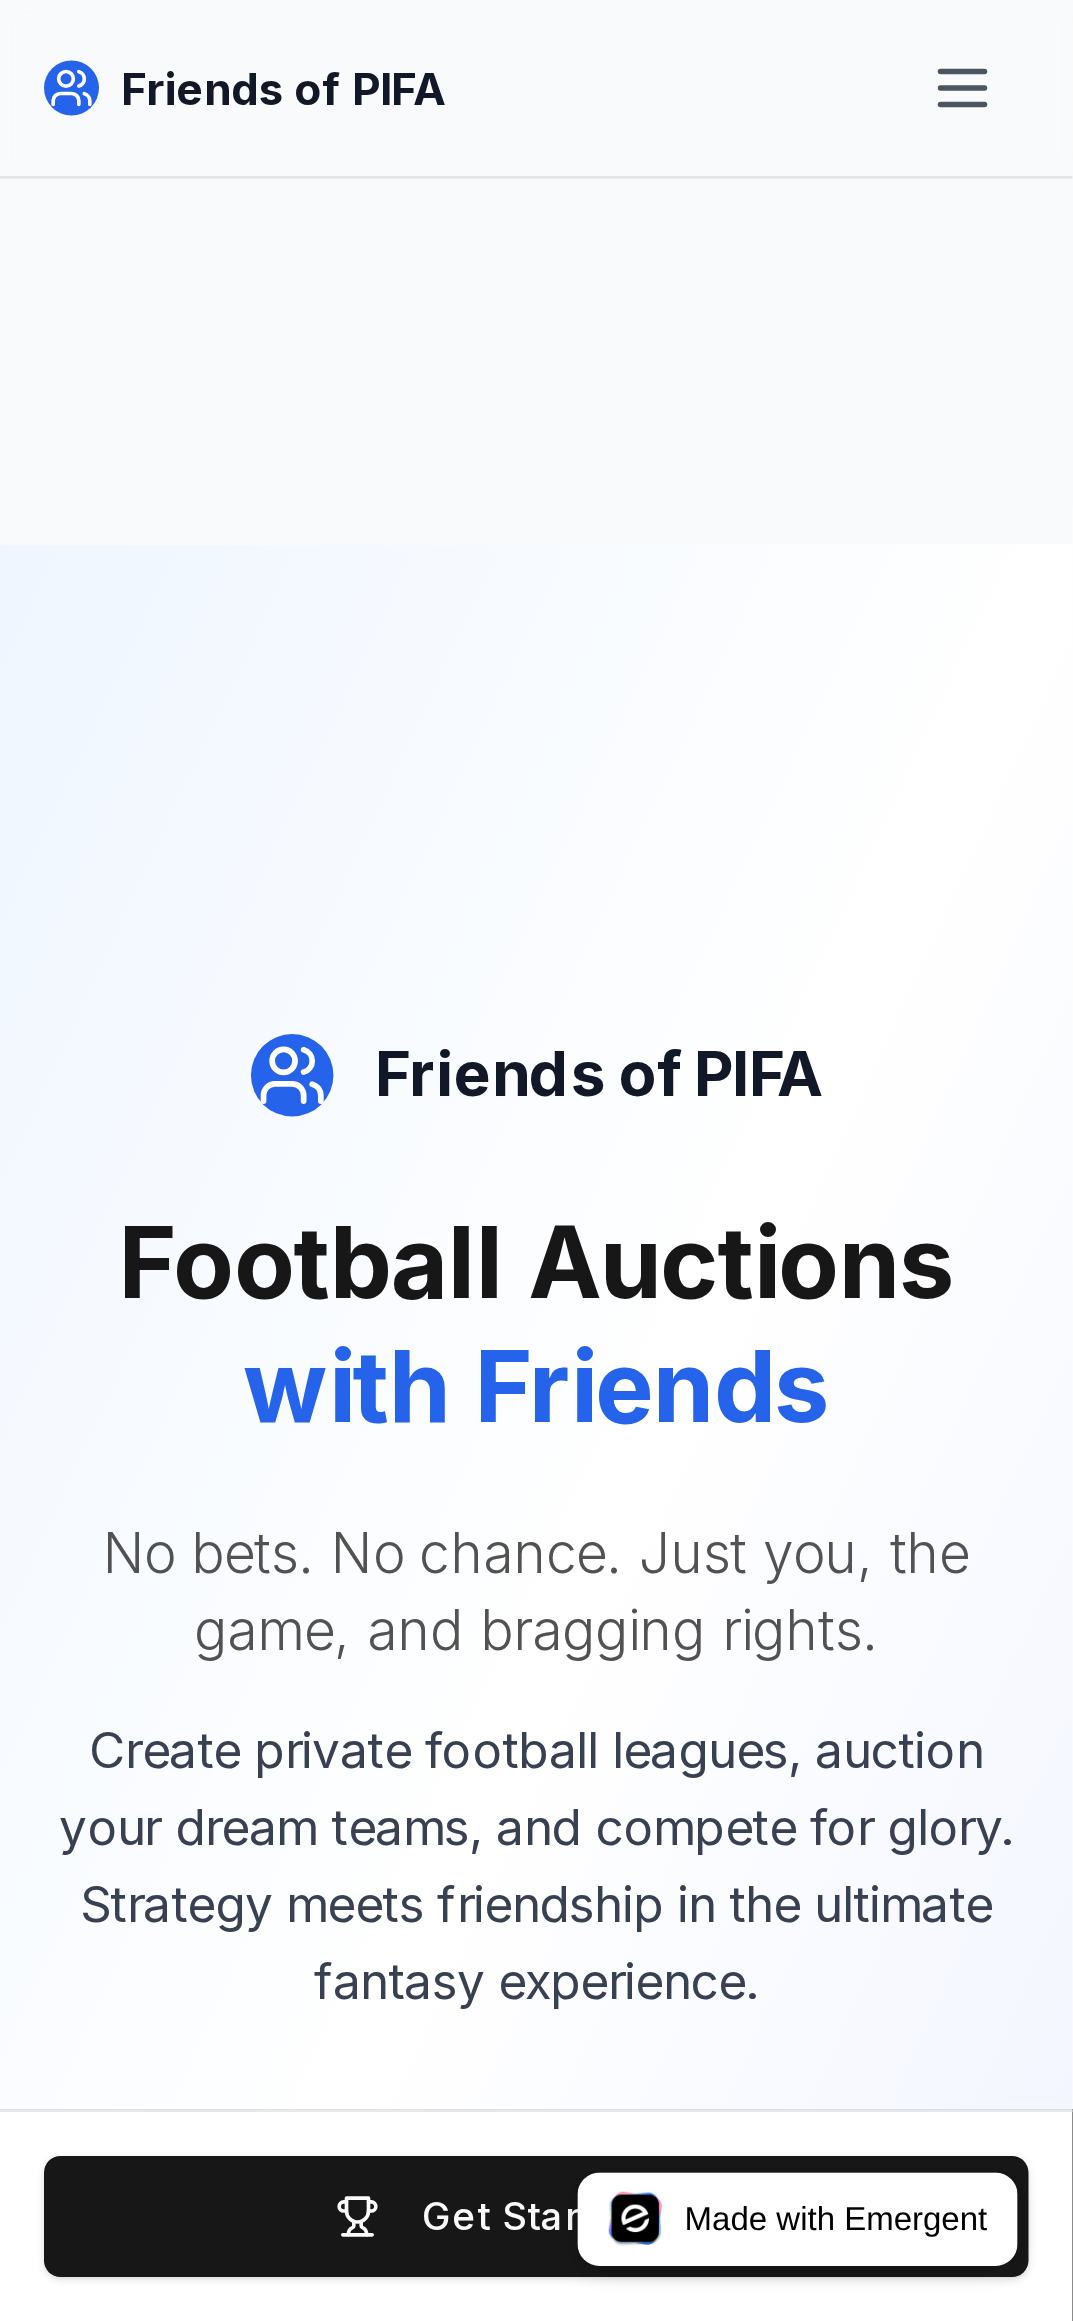 Friends of PIFA
Friends of PIFA
Football Auctions
with Friends
No bets. No chance. Just you, the
game, and bragging rights.
Create private football leagues, auction
your dream teams, and compete for glory.
Strategy meets friendship in the ultimate
fantasy experience.
Get Star
Made with Emergent